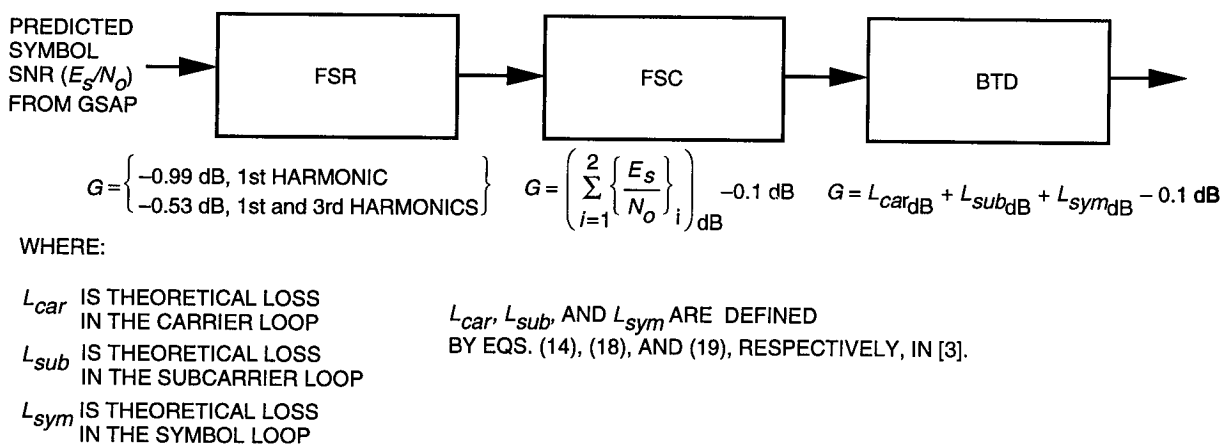 PREDICTED
SYMBOL
SNR (E_s/N_o)
FROM GSAP
FSR
FSC
BTD
G = { –0.99 dB, 1st HARMONIC
–0.53 dB, 1st and 3rd HARMONICS }
G = ( ∑_{i=1}^{2} { E_s / N_o }_i )_dB –0.1 dB
G = L_car_dB + L_sub_dB + L_sym_dB – 0.1 dB
WHERE:
L_car IS THEORETICAL LOSS
IN THE CARRIER LOOP
L_sub IS THEORETICAL LOSS
IN THE SUBCARRIER LOOP
L_sym IS THEORETICAL LOSS
IN THE SYMBOL LOOP
L_car, L_sub, AND L_sym ARE DEFINED
BY EQS. (14), (18), AND (19), RESPECTIVELY, IN [3].